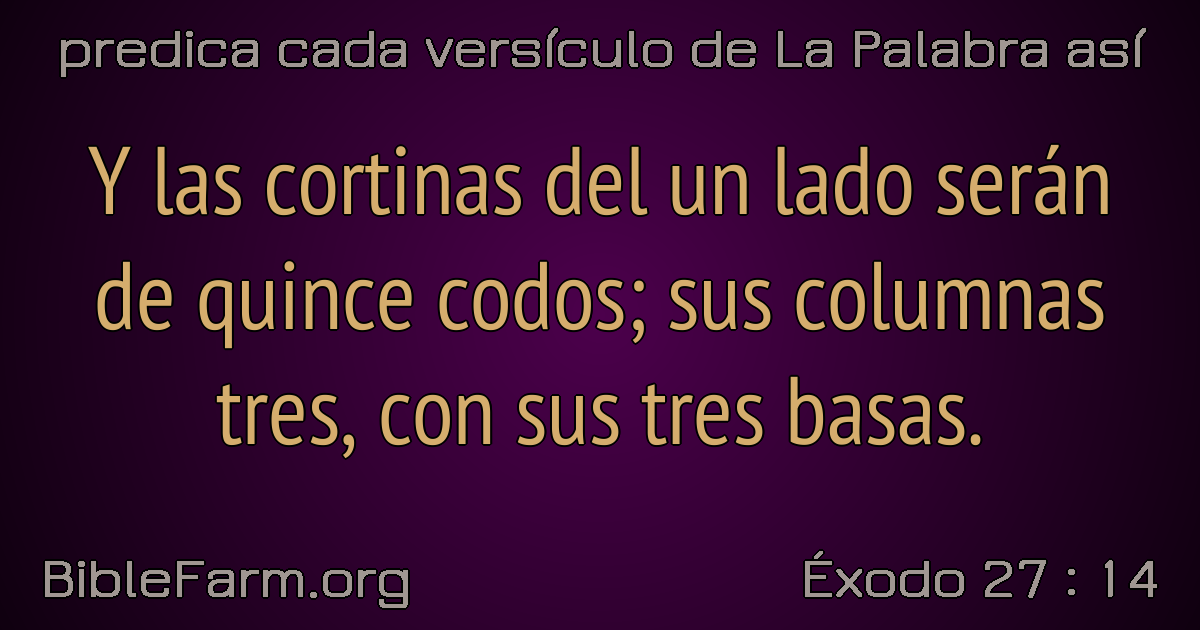 predica cada versículo de La Palabra así
Y las cortinas del un lado serán
de quince codos; sus columnas
tres, con sus tres basas.
BibleFarm.org
Éxodo 27 : 14